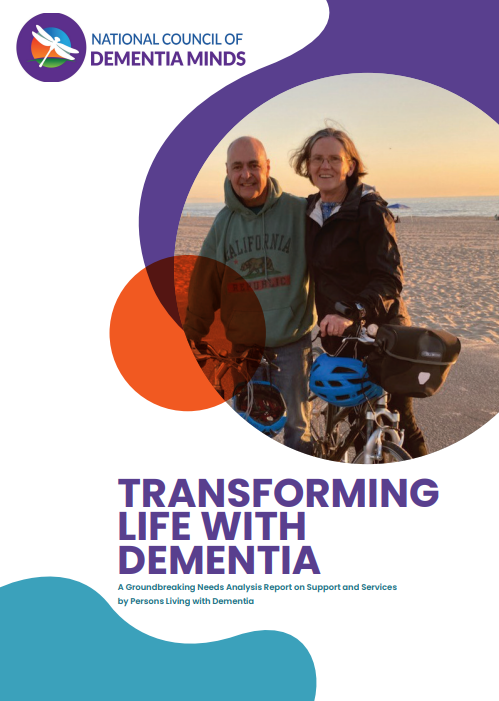 NATIONAL COUNCIL OF
DEMENTIA MINDS
CALIFORNIA
TRANSFORMING
LIFE WITH
DEMENTIA
A Groundbreaking Needs Analysis Report on Support and Services
by Persons Living with Dementia